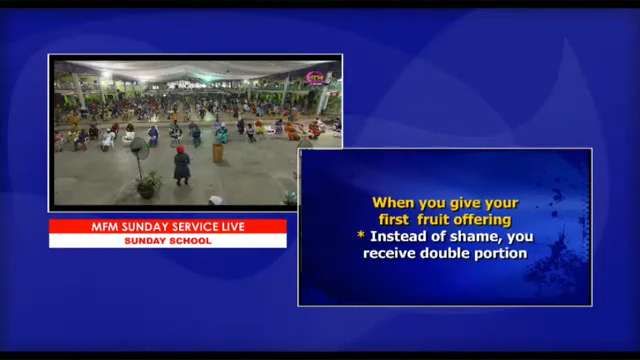 MFM SUNDAY SERVICE LIVE
SUNDAY SCHOOL
When you give your
first fruit offering
* Instead of shame, you
receive double portion